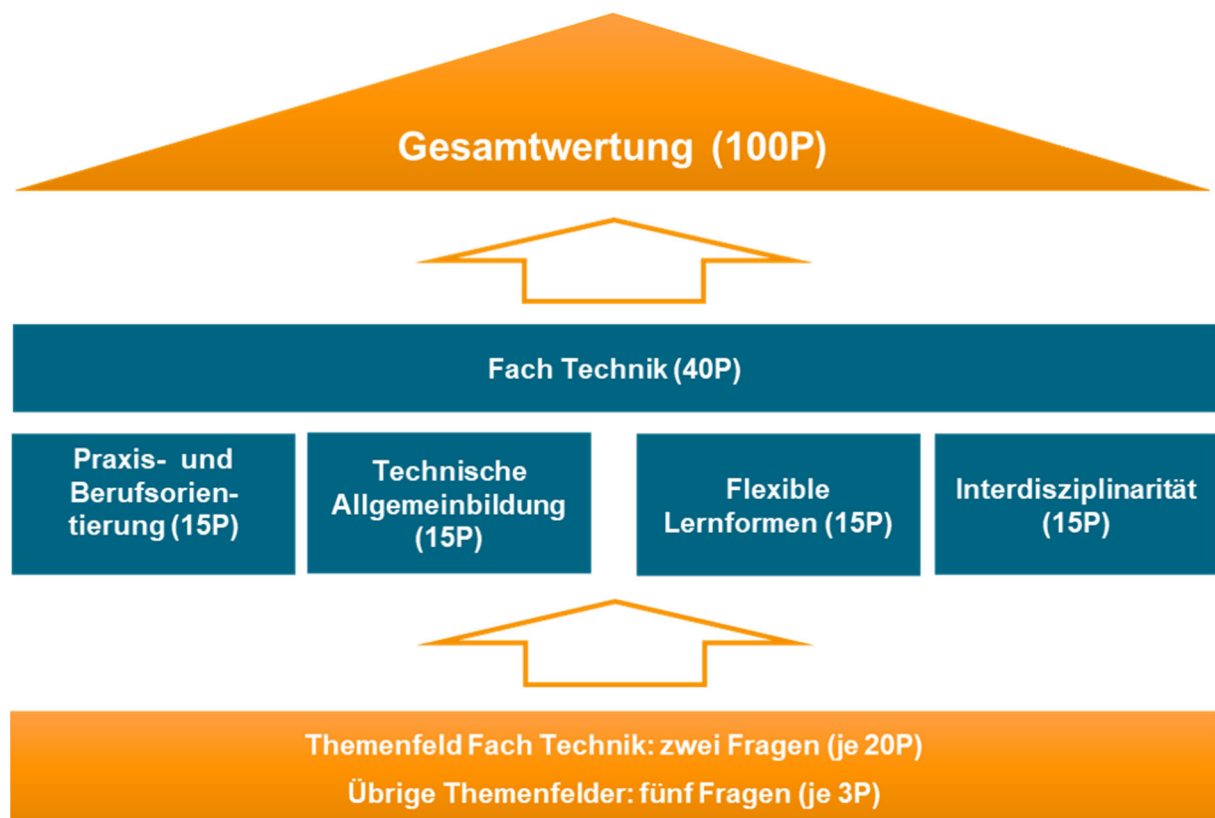 Gesamtwertung (100P)
Fach Technik (40P)
Praxis- und
Berufsorien-
tierung (15P)
Technische
Allgemeinbildung
(15P)
Flexible
Lernformen (15P)
Interdisziplinarität
(15P)
Themenfeld Fach Technik: zwei Fragen (je 20P)
Übrige Themenfelder: fünf Fragen (je 3P)